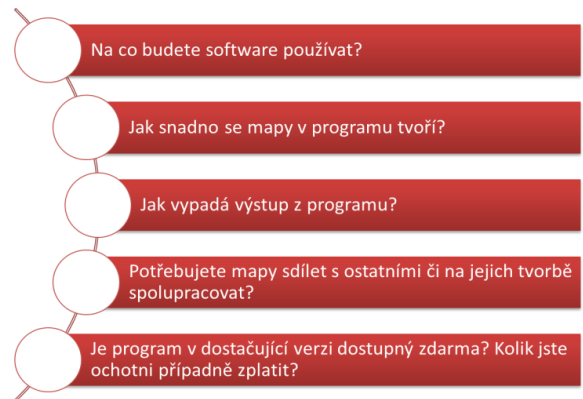 Na co budete software používat?
Jak snadno se mapy v programu tvoří?
Jak vypadá výstup z programu?
Potřebujete mapy sdílet s ostatními či na jejich tvorbě
spolupracovat?
Je program v dostačující verzi dostupný zdarma? Kolik jste
ochotni případně zplatit?